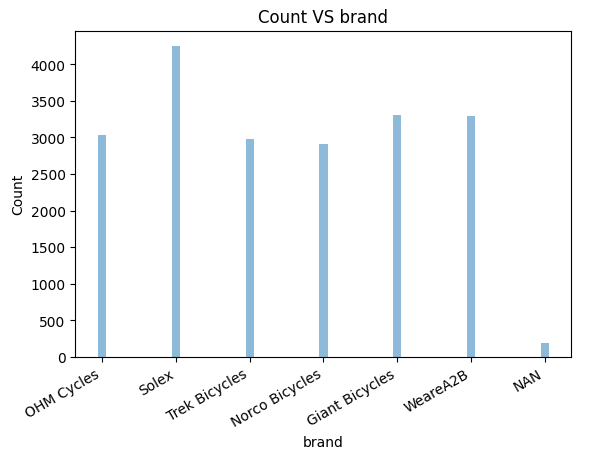 Count VS brand
Count
4000
3500
3000
2500
2000
1500
1000
500
0
OHM Cycles
Solex
Trek Bicycles
Norco Bicycles
Giant Bicycles
WeareA2B
NAN
brand